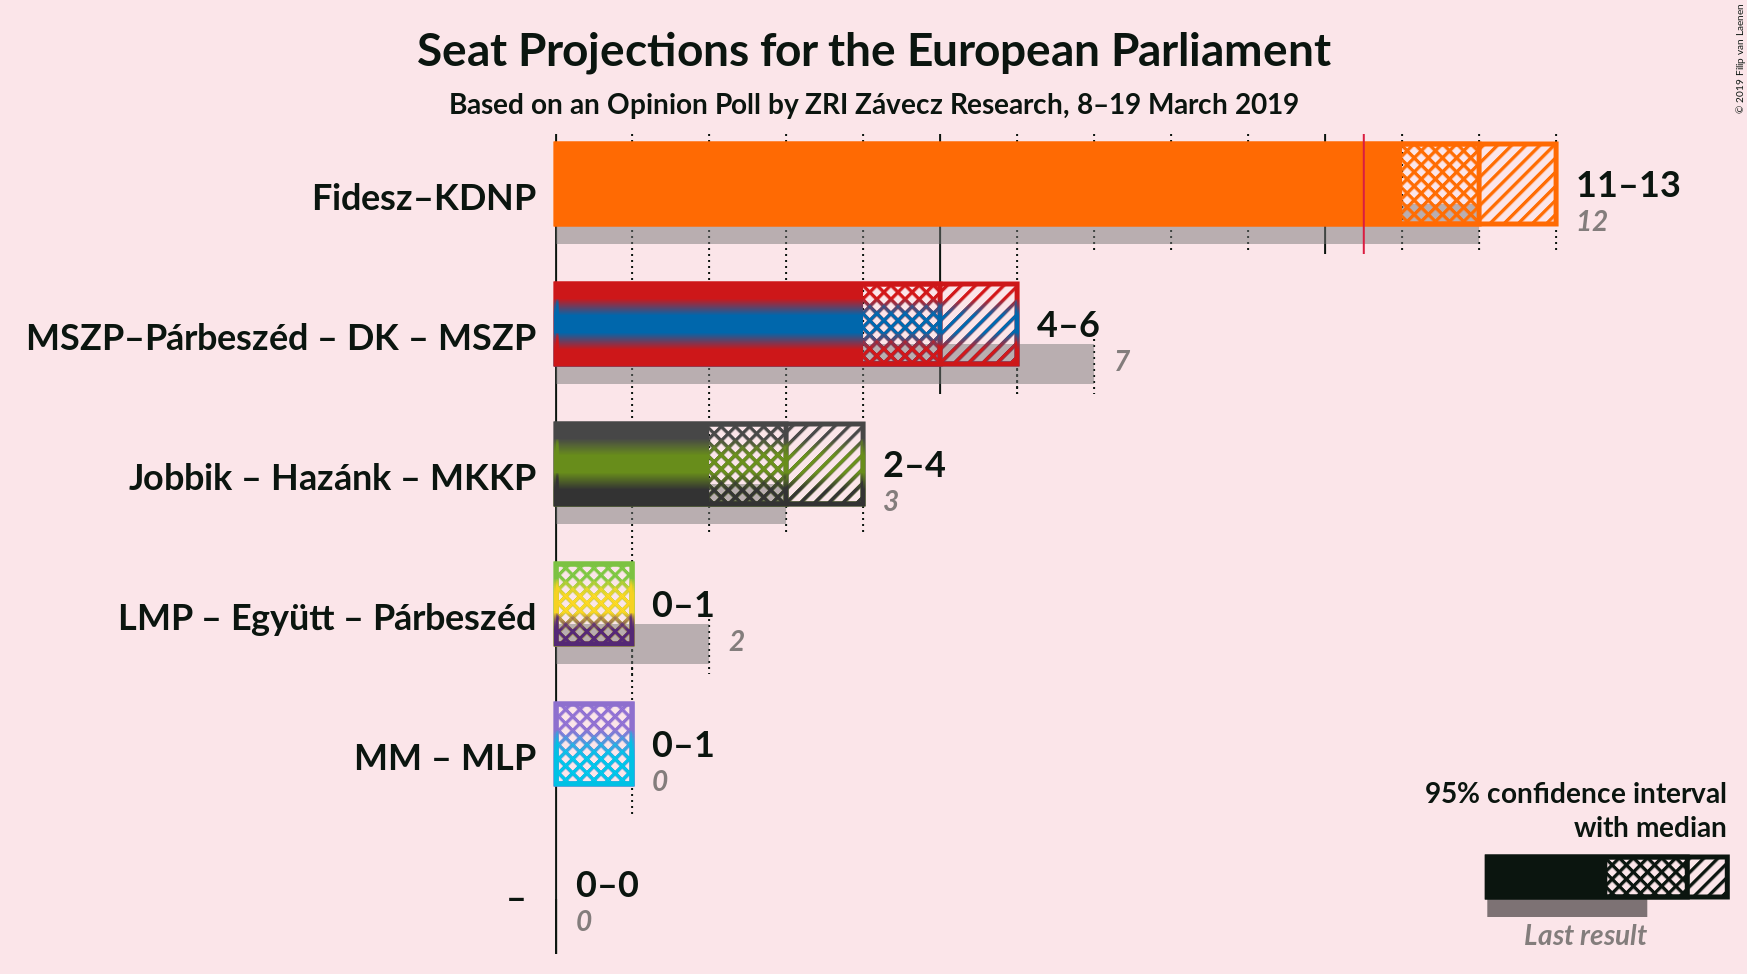 Seat Projections for the European Parliament
Based on an Opinion Poll by ZRI Závecz Research, 8–19 March 2019
© 2019 Filip van Laenen
Fidesz–KDNP
11–13
12
MSZP–Párbeszéd – DK – MSZP
4–6
7
Jobbik – Hazánk – MKKP
2–4
3
LMP – Együtt – Párbeszéd
0–1
2
MM – MLP
0–1
0
–
0–0
0
95% confidence interval
with median
Last result